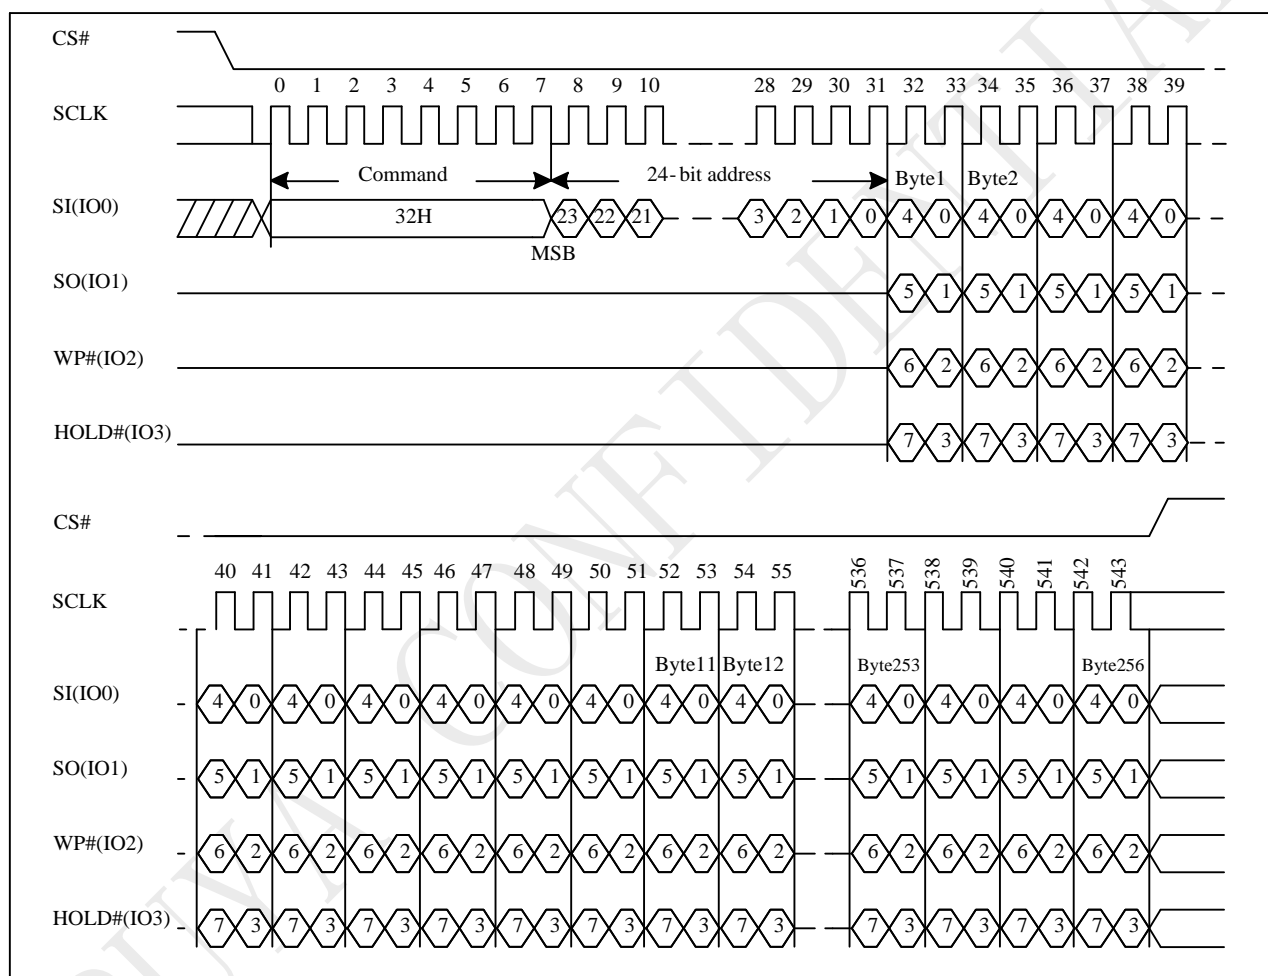 CS#
0 1 2 3 4 5 6 7 8 9 10 28 29 30 31 32 33 34 35 36 37 38 39
SCLK
Command 24-bit address Byte1 Byte2
SI(IO0) 32H 23 22 21 3 2 1 0 4 0 4 0 4 0 4 0
MSB
SO(IO1) 5 1 5 1 5 1 5 1
WP#(IO2) 6 2 6 2 6 2 6 2
HOLD#(IO3) 7 3 7 3 7 3 7 3
CS#
40 41 42 43 44 45 46 47 48 49 50 51 52 53 54 55 536 537 538 539 540 541 542 543
SCLK
Byte11 Byte12 Byte253 Byte256
SI(IO0) 4 0 4 0 4 0 4 0 4 0 4 0 4 0 4 0 4 0 4 0 4 0 4 0
SO(IO1) 5 1 5 1 5 1 5 1 5 1 5 1 5 1 5 1 5 1 5 1 5 1 5 1
WP#(IO2) 6 2 6 2 6 2 6 2 6 2 6 2 6 2 6 2 6 2 6 2 6 2 6 2
HOLD#(IO3) 7 3 7 3 7 3 7 3 7 3 7 3 7 3 7 3 7 3 7 3 7 3 7 3